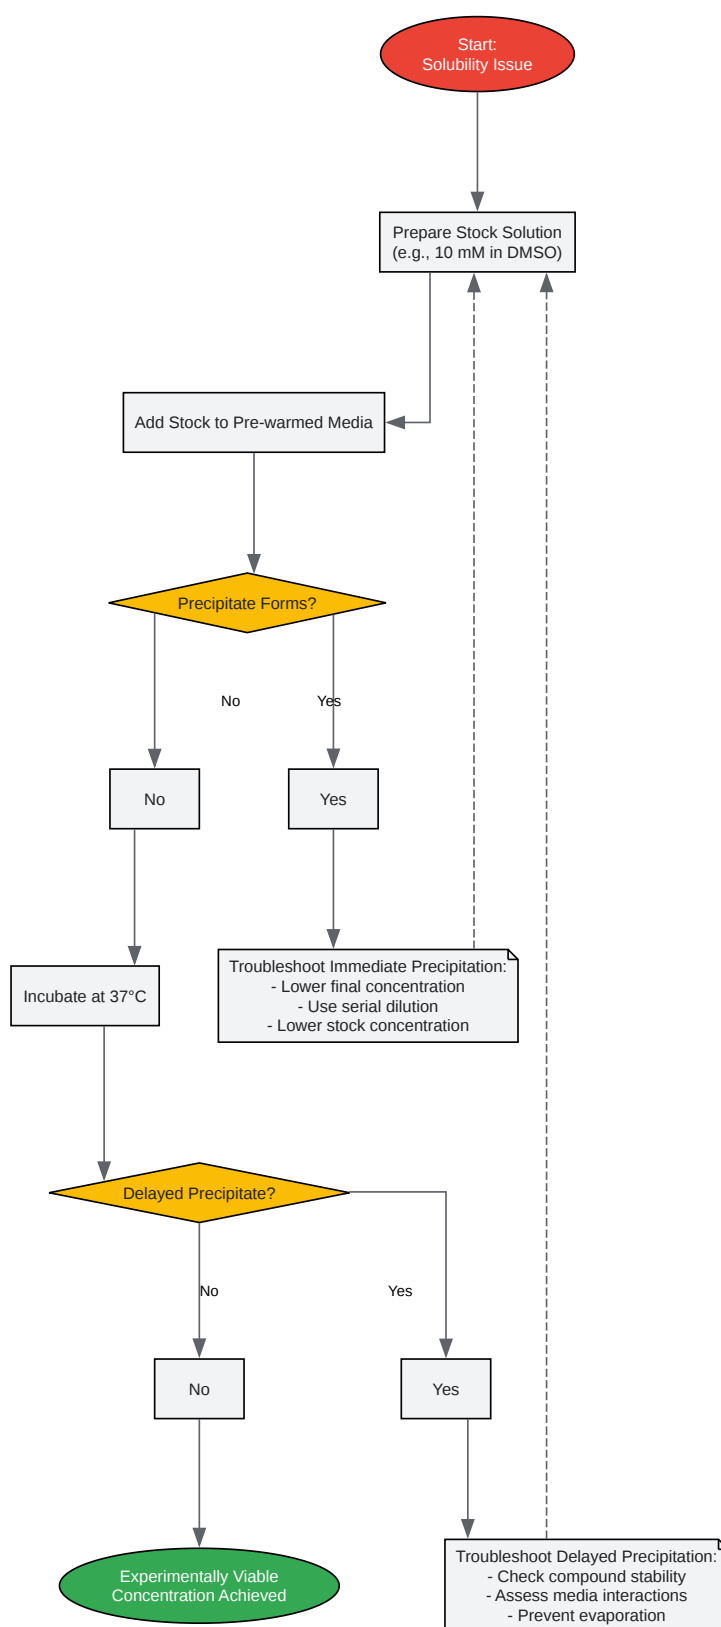 Start:
Solubility Issue
Prepare Stock Solution
(e.g., 10 mM in DMSO)
Add Stock to Pre-warmed Media
Precipitate Forms?
No
Yes
No
Yes
Troubleshoot Immediate Precipitation:
- Lower final concentration
- Use serial dilution
- Lower stock concentration
Incubate at 37°C
Delayed Precipitate?
No
Yes
No
Yes
Experimentally Viable
Concentration Achieved
Troubleshoot Delayed Precipitation:
- Check compound stability
- Assess media interactions
- Prevent evaporation